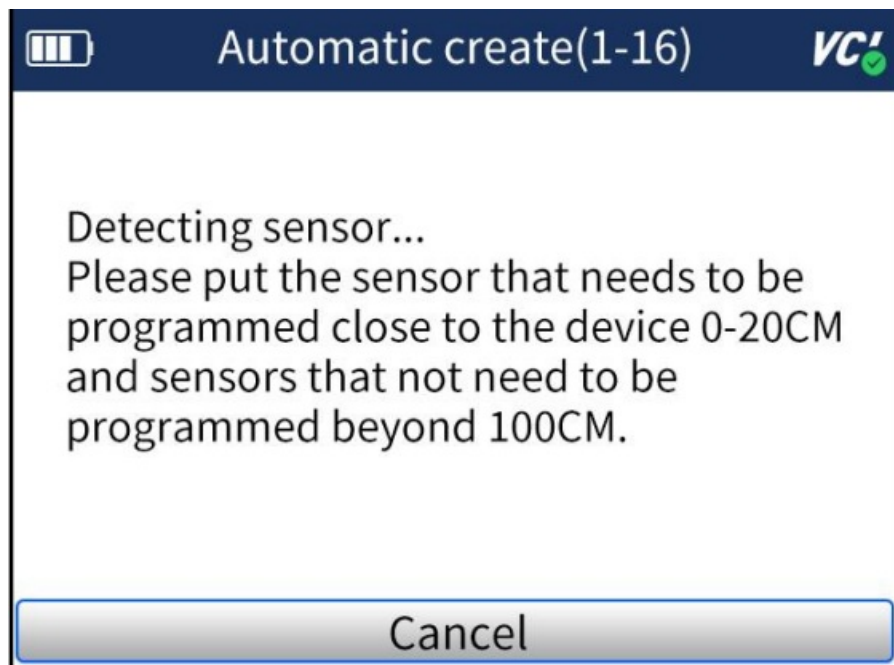 Automatic create(1-16)
VCI
Detecting sensor...
Please put the sensor that needs to be
programmed close to the device 0-20CM
and sensors that not need to be
programmed beyond 100CM.
Cancel